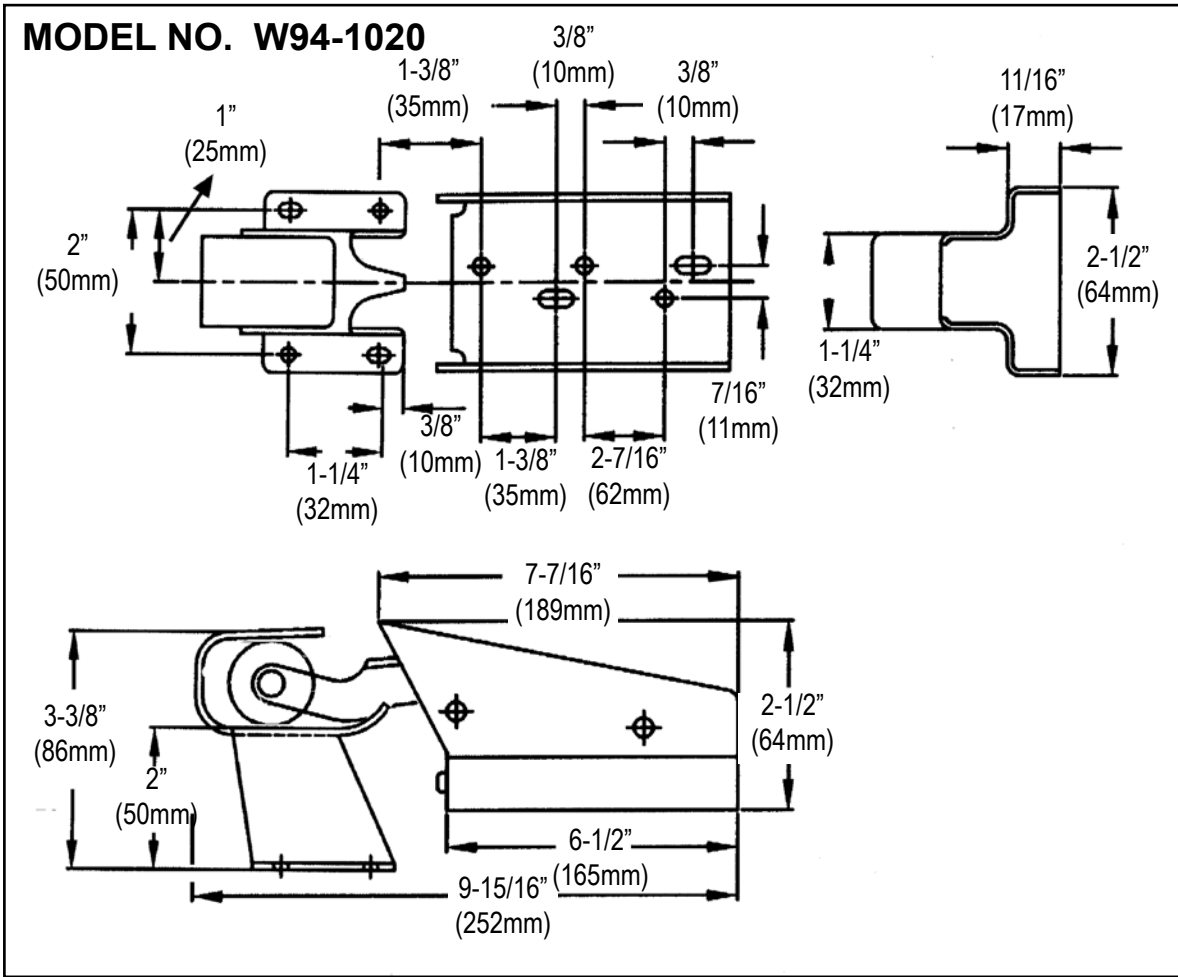 MODEL NO. W94-1020
3/8”
(10mm)
1-3/8”
(35mm)
3/8”
(10mm)
11/16”
(17mm)
1”
(25mm)
2”
(50mm)
2-1/2”
(64mm)
1-1/4”
(32mm)
7/16”
(11mm)
3/8”
(10mm)
1-1/4”
(32mm)
1-3/8”
(35mm)
2-7/16”
(62mm)
7-7/16”
(189mm)
3-3/8”
(86mm)
2”
(50mm)
2-1/2”
(64mm)
6-1/2”
(165mm)
9-15/16”
(252mm)